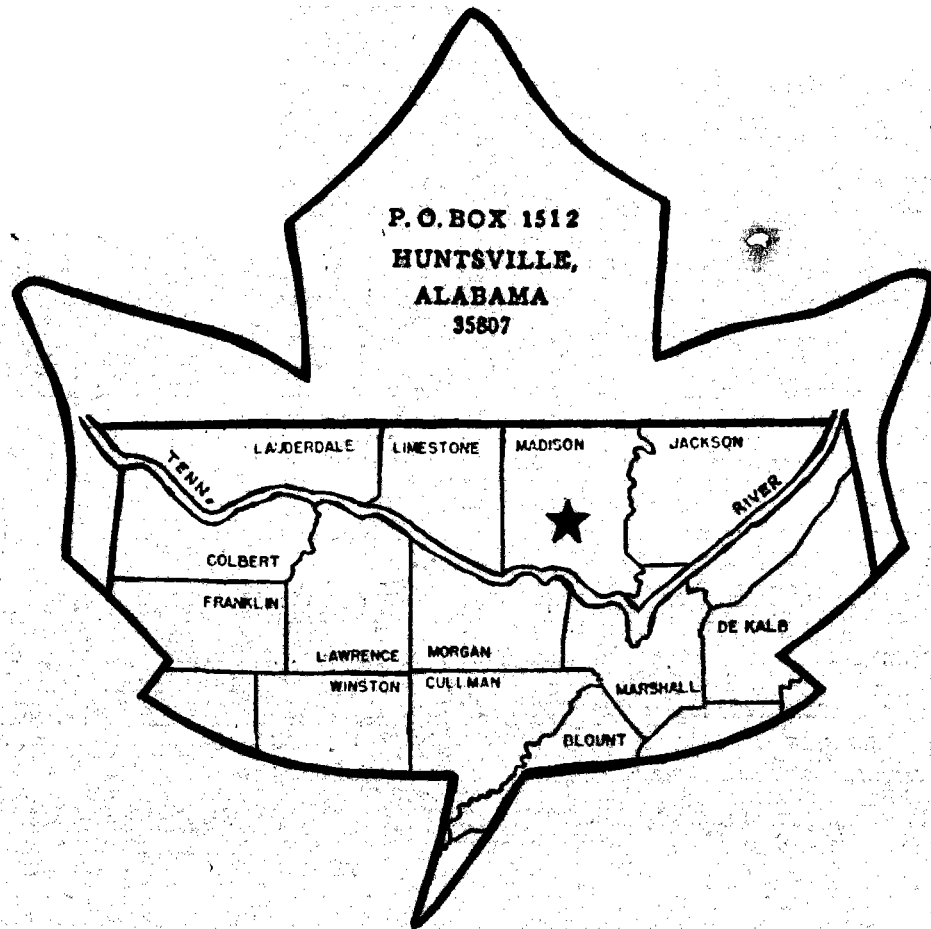 P. O. BOX 1512
HUNTSVILLE,
ALABAMA
35807
LAUDERDALE LIMESTONE MADISON JACKSON
TENN. RIVER
COLBERT
FRANKLIN
DE KALB
LAWRENCE MORGAN
WINSTON CULLMAN MARSHALL
BLOUNT